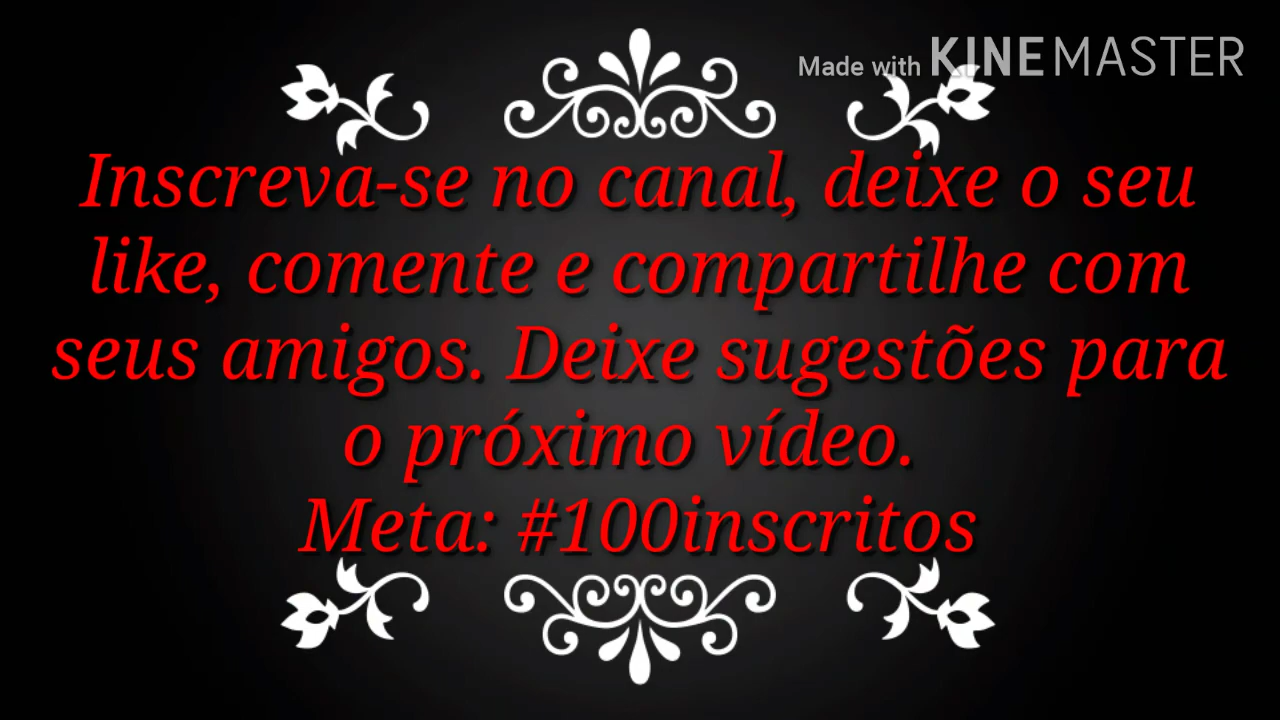 Made with KINEMASTER
Inscreva-se no canal, deixe o seu
like, comente e compartilhe com
seus amigos. Deixe sugestões para
o próximo vídeo.
Meta: #100inscritos